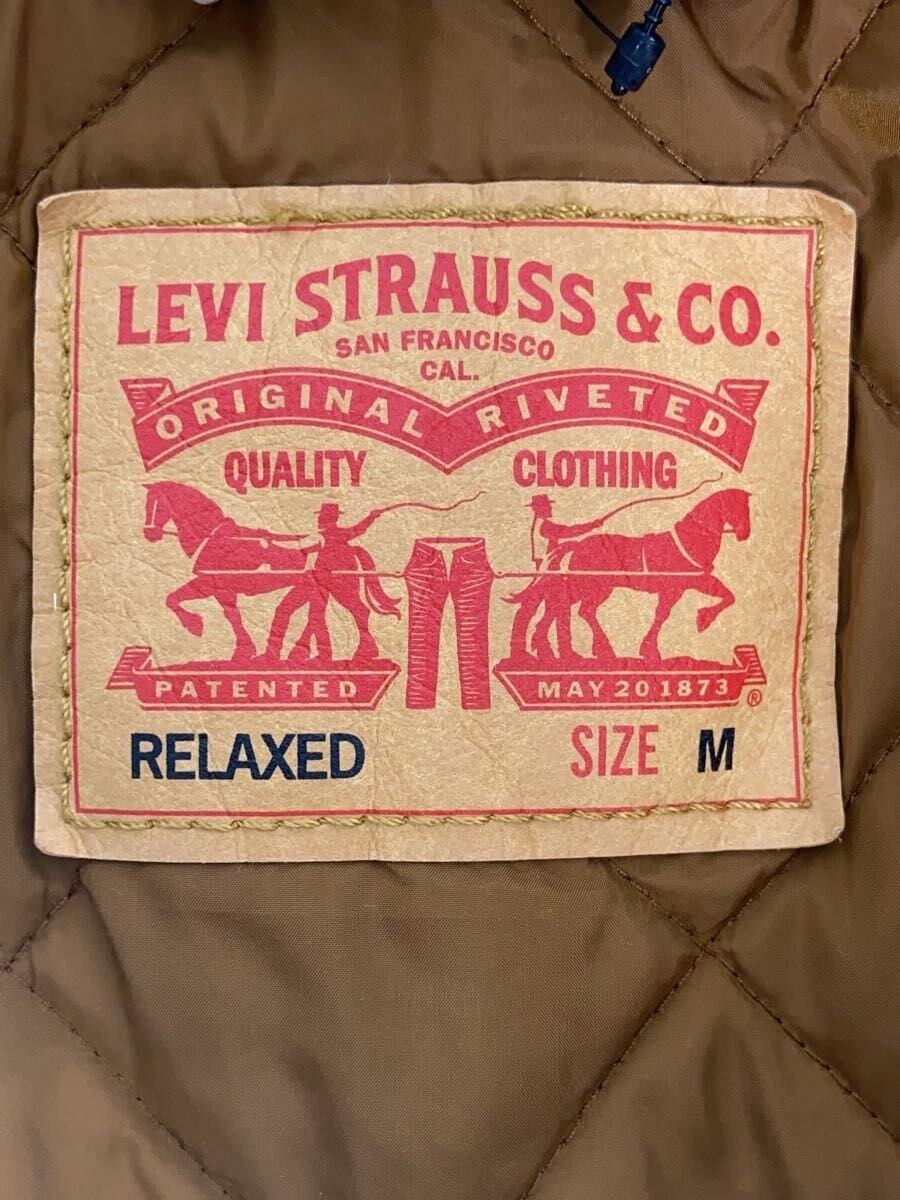 LEVI STRAUSS & CO.
SAN FRANCISCO
CAL.
ORIGINAL RIVETED
QUALITY CLOTHING
PATENTED MAY 20 1873 ®
RELAXED SIZE M